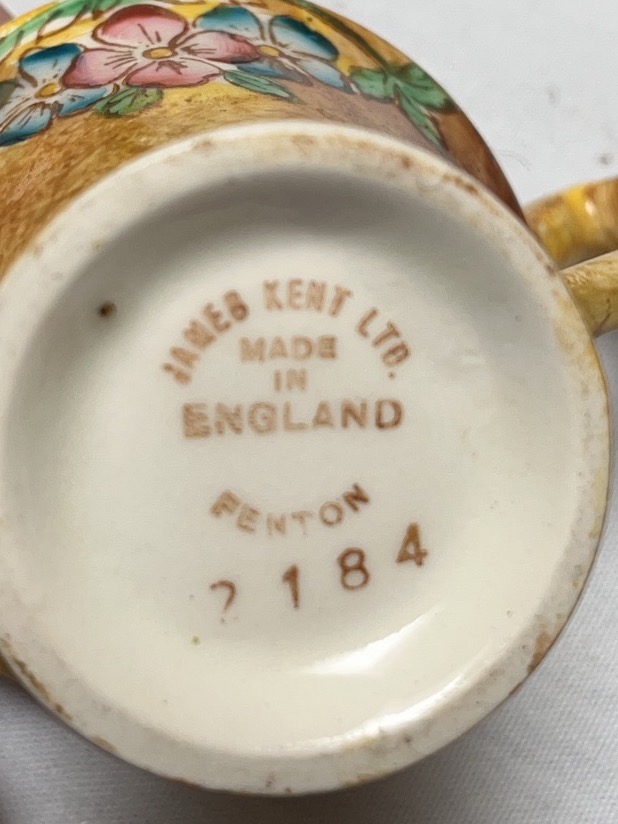 JAMES KENT LTD.
MADE
IN
ENGLAND
FENTON
2184